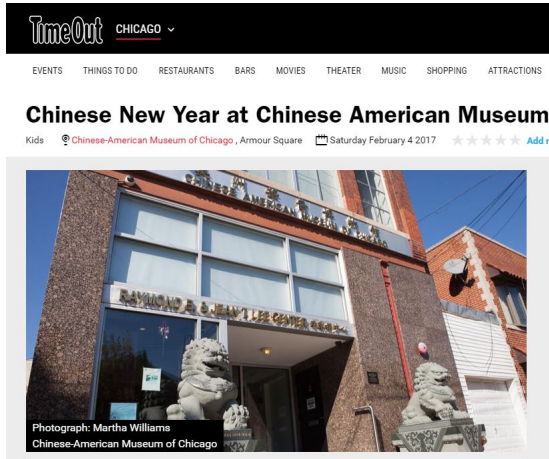 TimeOut CHICAGO
EVENTS THINGS TO DO RESTAURANTS BARS MOVIES THEATER MUSIC SHOPPING ATTRACTIONS
Chinese New Year at Chinese American Museum
Kids Chinese-American Museum of Chicago , Armour Square Saturday February 4 2017 Add
CHINESE AMERICAN MUSEUM OF CHICAGO
RAYMOND B. & JEAN T. LEE CENTER
Photograph: Martha Williams
Chinese-American Museum of Chicago